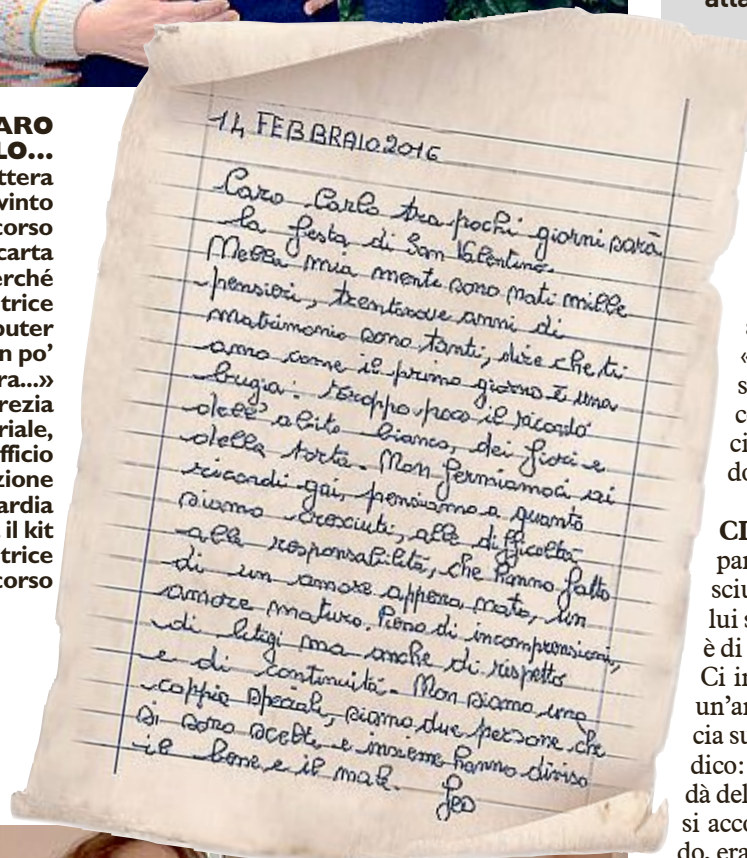 atta
ARO
LO...
ttera
vinto
corso
carta
erché
trice
outer
n po'
ra...»
rezia
riale,
fficio
zione
ardia
il kit
trice
corso
14 FEBBRAIO 2016
Caro Carlo tra pochi giorni sarà
la festa di San Valentino.
Nella mia mente sono nati mille
pensieri, trentanove anni di
matrimonio sono tanti, dire che ti
amo come il primo giorno è una
bugia: troppo poco il ricordo
dell'abito bianco, dei fiori e
della torta. Non fermiamoci ai
ricordi gai, pensiamo a quanto
siamo cresciuti, alle difficoltà
alle responsabilità, che hanno fatto
di un amore appena nato, un
amore maturo. Pieno di incomprensioni,
di litigi ma anche di rispetto
e di continuità. Non siamo una
coppia speciale, siamo due persone che
si sono scelte e insieme hanno diviso
il bene e il male. Geo
«
s
c
ci
do
CI
par
sciu
lui s
è di
Ci in
un'an
cia su
dico:
dà del
si acco
do, era